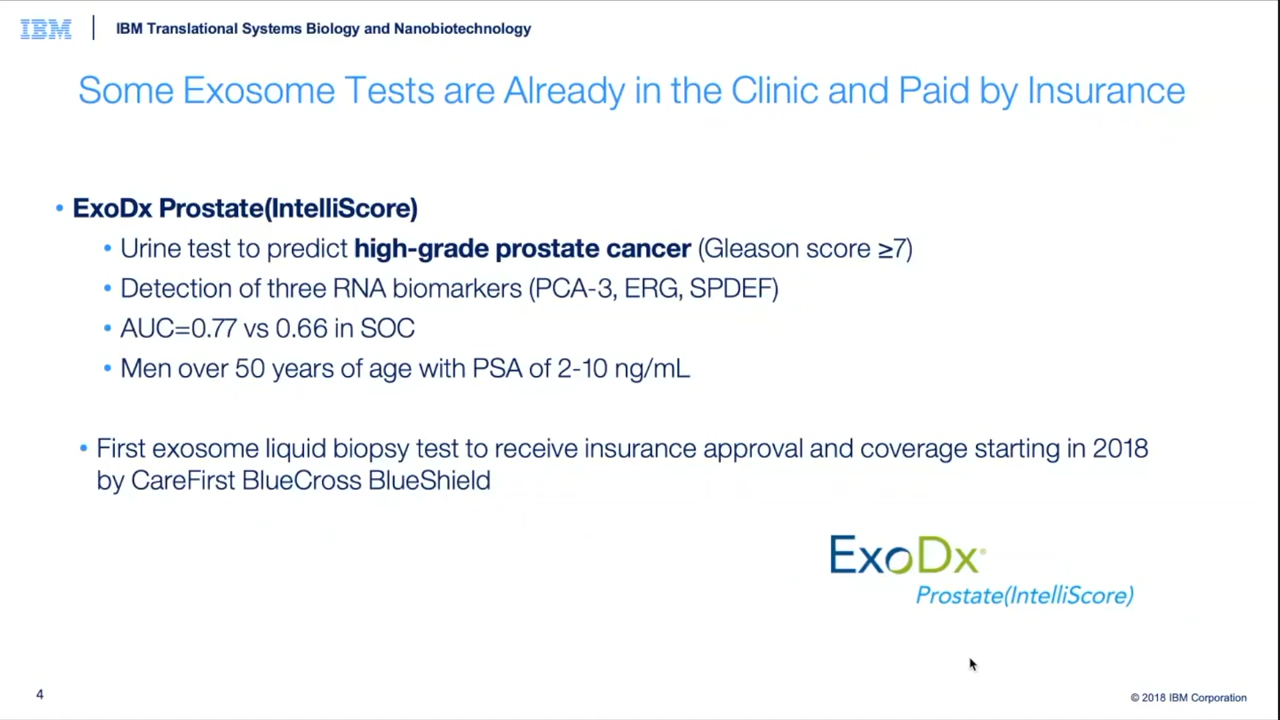 IBM
IBM Translational Systems Biology and Nanobiotechnology
Some Exosome Tests are Already in the Clinic and Paid by Insurance
• ExoDx Prostate(IntelliScore)
• Urine test to predict high-grade prostate cancer (Gleason score ≥7)
• Detection of three RNA biomarkers (PCA-3, ERG, SPDEF)
• AUC=0.77 vs 0.66 in SOC
• Men over 50 years of age with PSA of 2-10 ng/mL
• First exosome liquid biopsy test to receive insurance approval and coverage starting in 2018
by CareFirst BlueCross BlueShield
ExoDx®
Prostate(IntelliScore)
4
© 2018 IBM Corporation